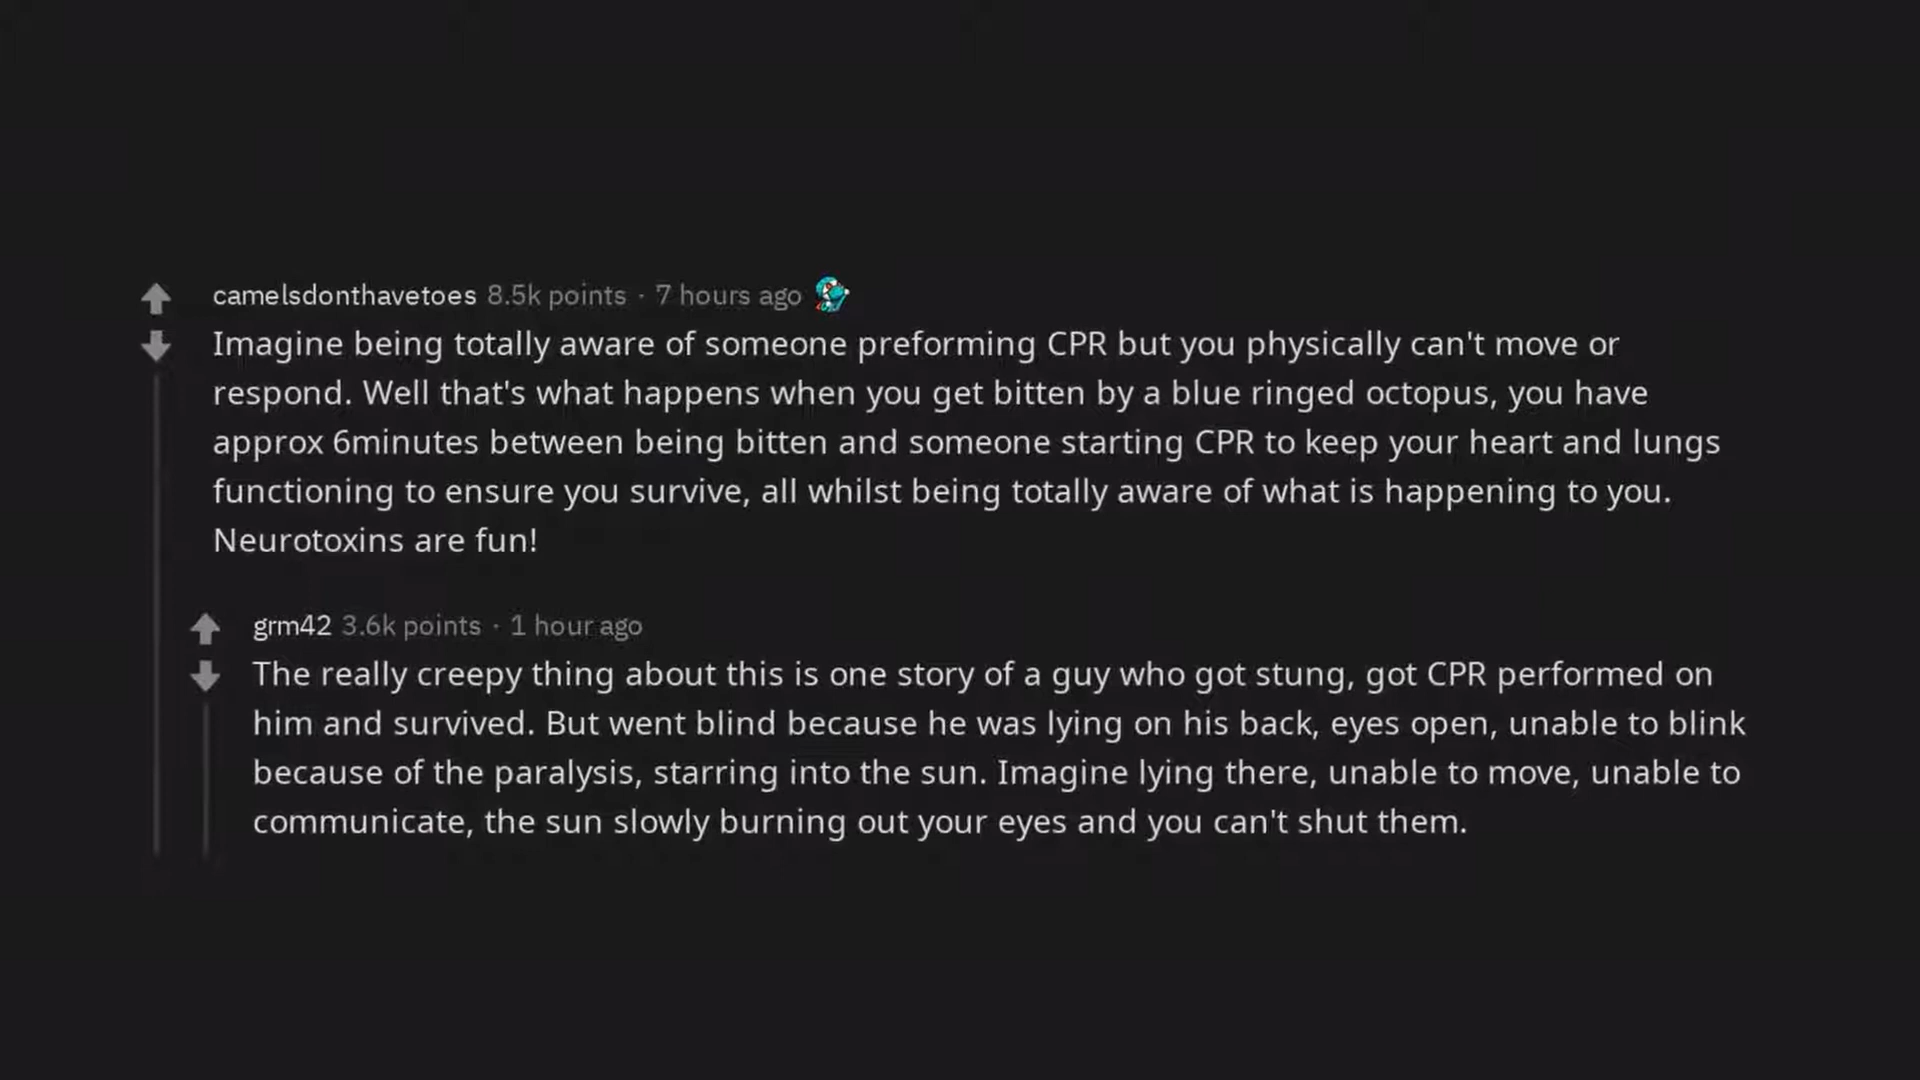 camelsdonthavetoes 8.5k points · 7 hours ago
Imagine being totally aware of someone preforming CPR but you physically can't move or
respond. Well that's what happens when you get bitten by a blue ringed octopus, you have
approx 6minutes between being bitten and someone starting CPR to keep your heart and lungs
functioning to ensure you survive, all whilst being totally aware of what is happening to you.
Neurotoxins are fun!
grm42 3.6k points · 1 hour ago
The really creepy thing about this is one story of a guy who got stung, got CPR performed on
him and survived. But went blind because he was lying on his back, eyes open, unable to blink
because of the paralysis, starring into the sun. Imagine lying there, unable to move, unable to
communicate, the sun slowly burning out your eyes and you can't shut them.